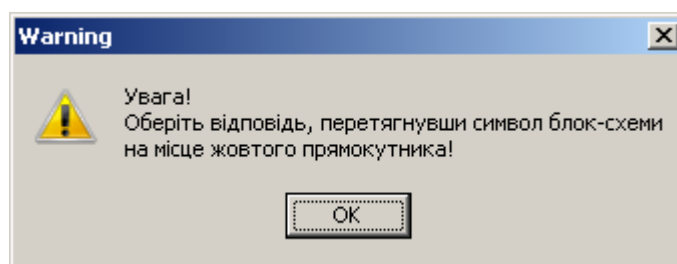 Warning
Увага!
Оберіть відповідь, перетягнувши символ блок-схеми
на місце жовтого прямокутника!
OK